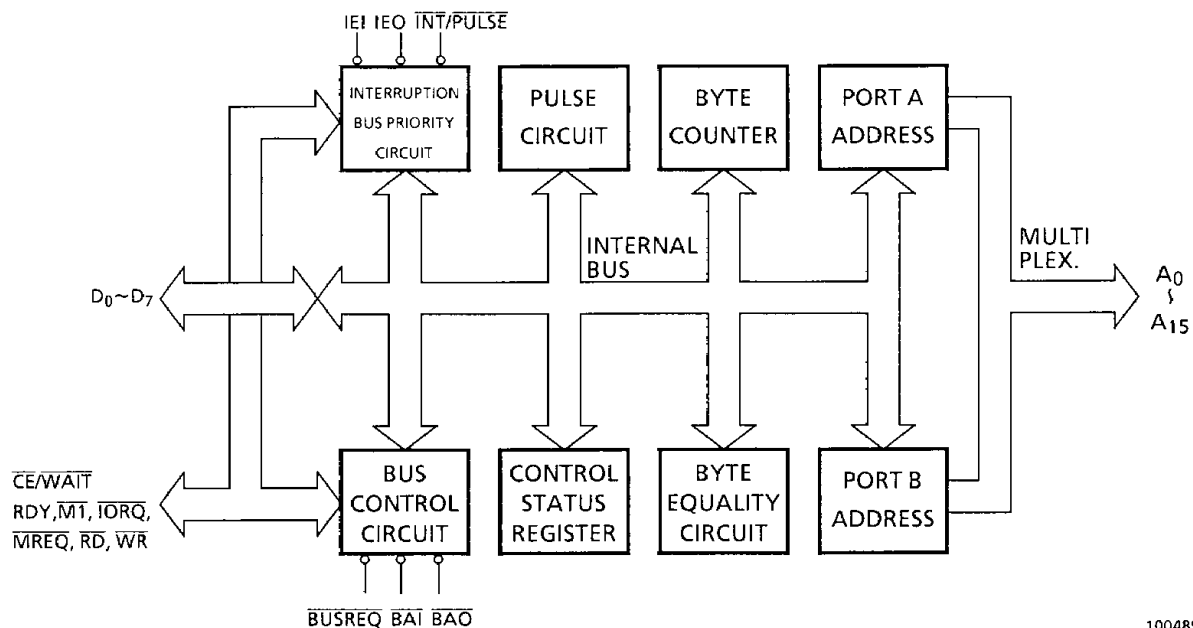 IEI IEO INT/PULSE
INTERRUPTION
BUS PRIORITY
CIRCUIT
PULSE
CIRCUIT
BYTE
COUNTER
PORT A
ADDRESS
INTERNAL
BUS
MULTI
PLEX.
D0~D7
A0
~
A15
CE/WAIT
RDY, M1, IORQ,
MREQ, RD, WR
BUS
CONTROL
CIRCUIT
CONTROL
STATUS
REGISTER
BYTE
EQUALITY
CIRCUIT
PORT B
ADDRESS
BUSREQ BAI BAO